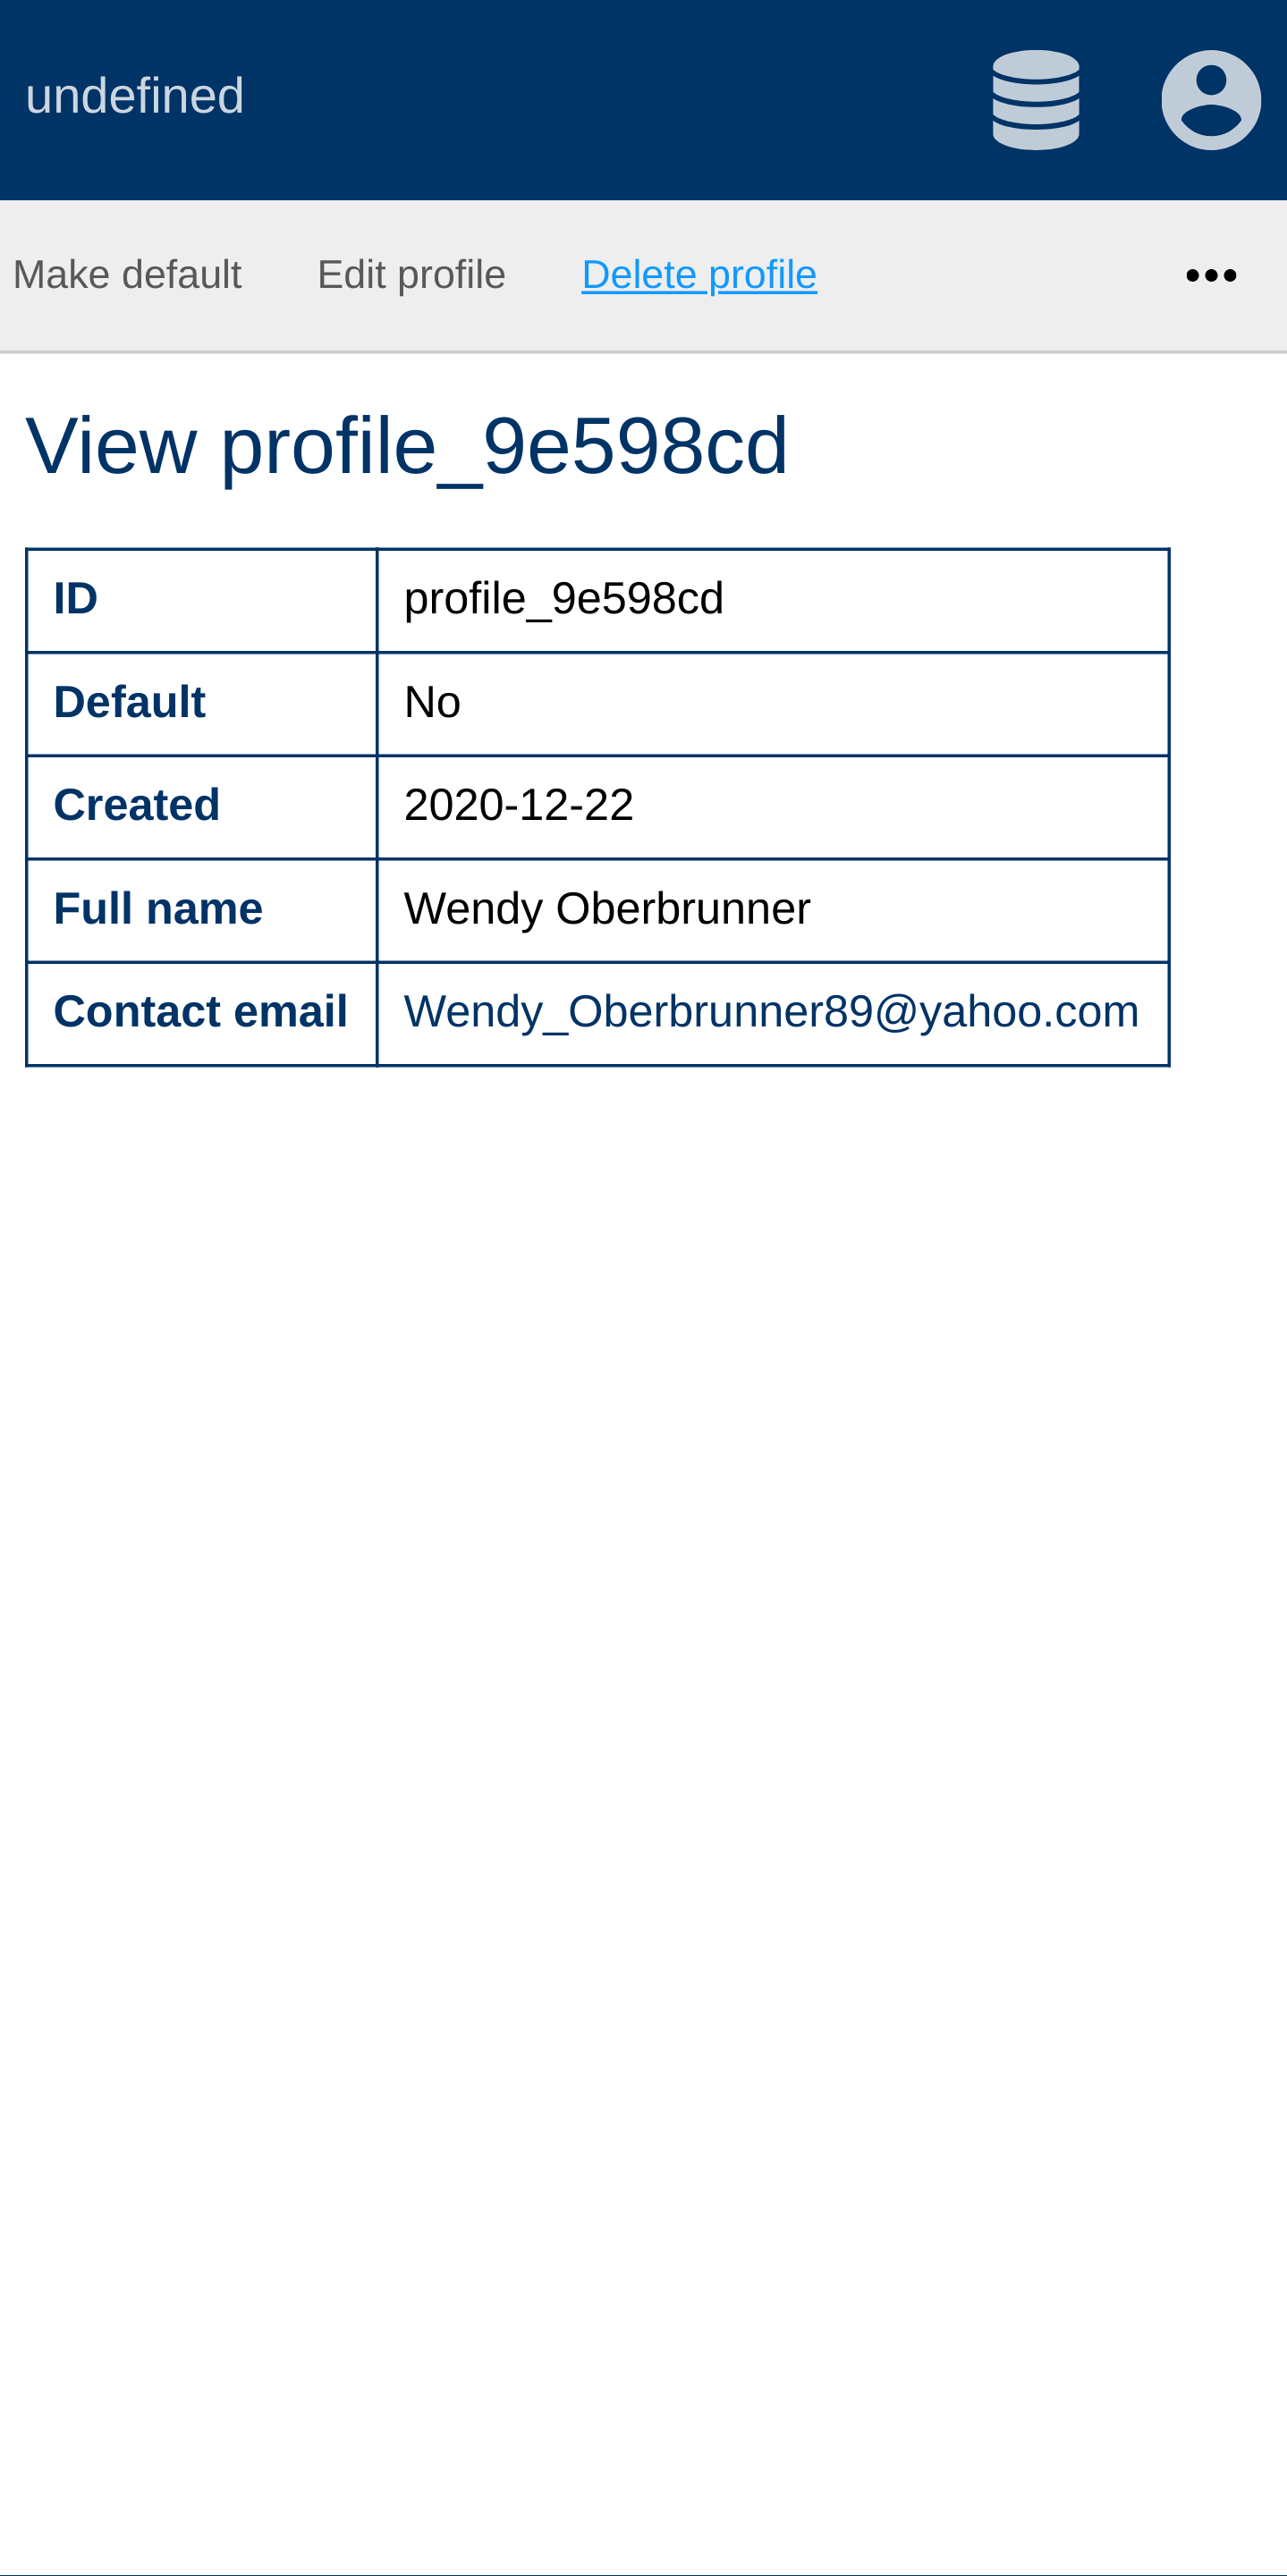 undefined
Make default Edit profile Delete profile
View profile_9e598cd
ID profile_9e598cd
Default No
Created 2020-12-22
Full name Wendy Oberbrunner
Contact email Wendy_Oberbrunner89@yahoo.com